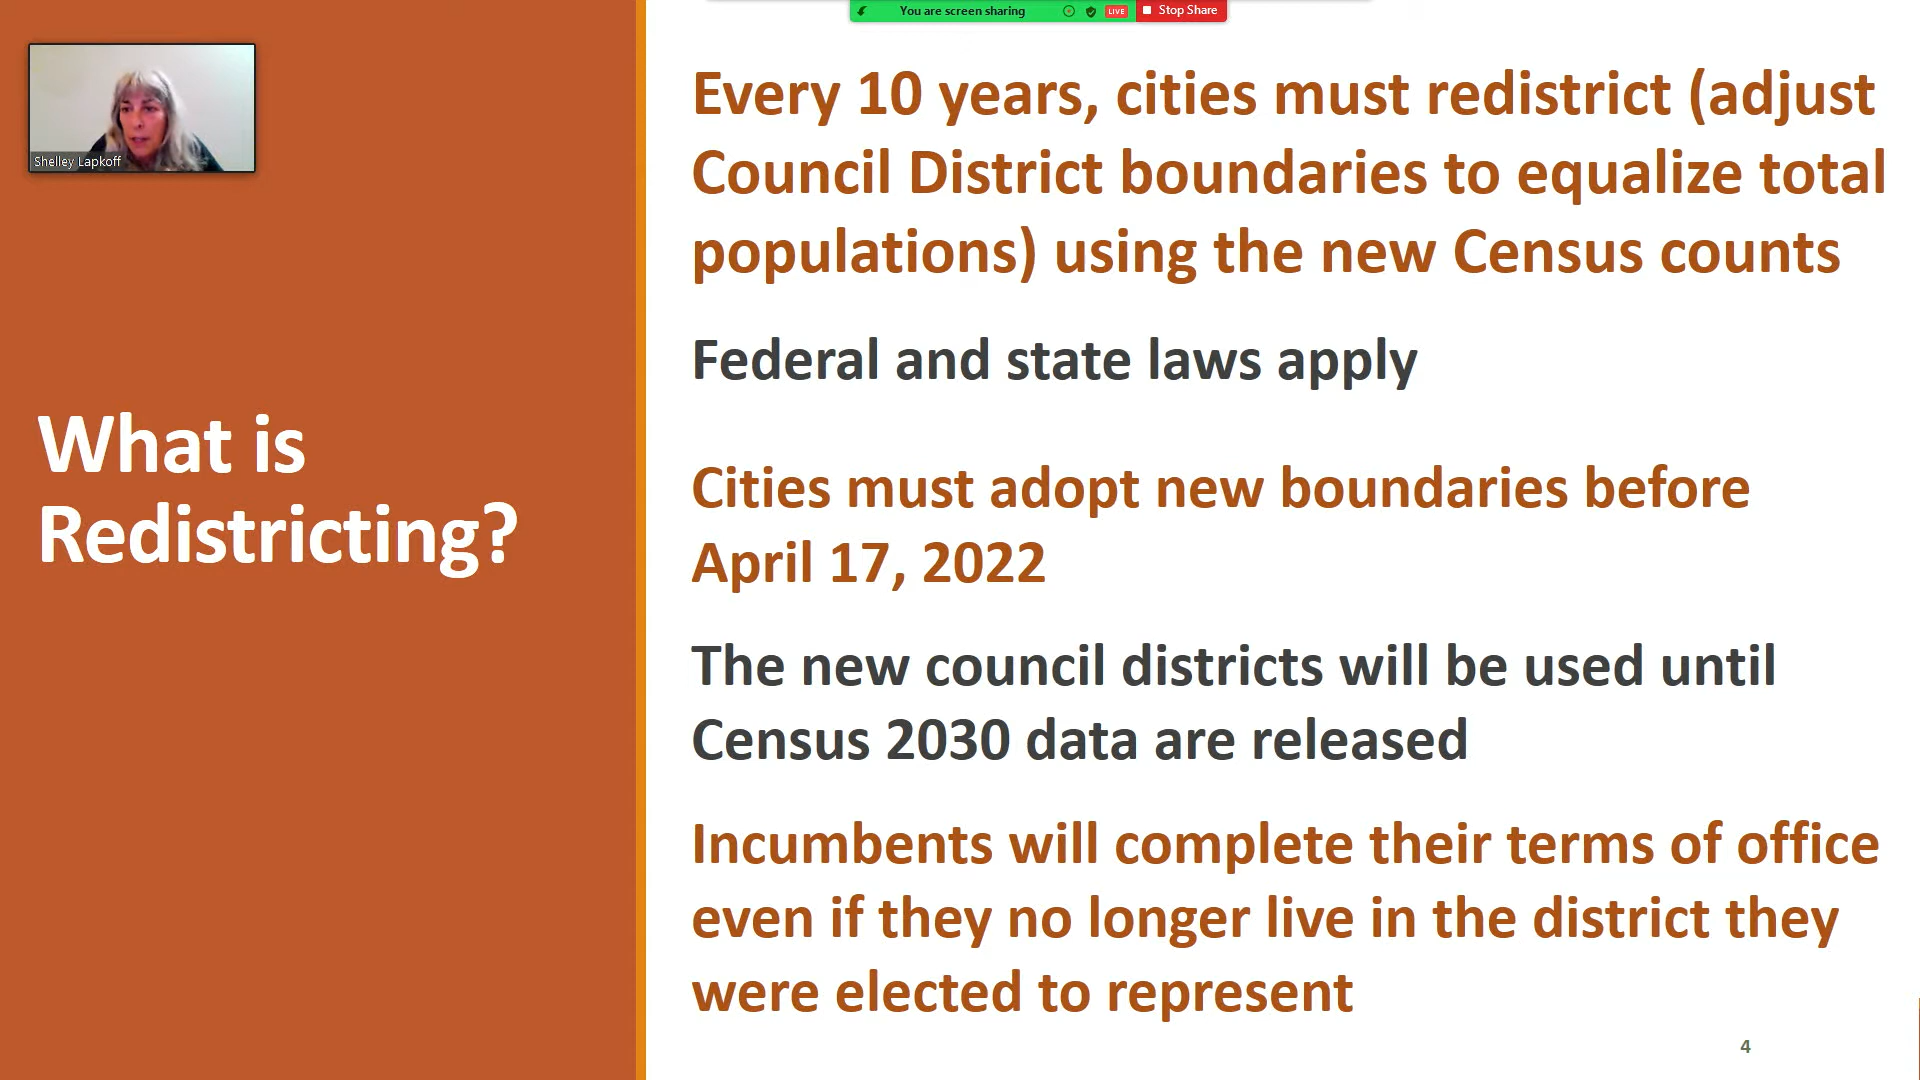 You are screen sharing
LIVE
Stop Share
Shelley Lapkoff
What is
Redistricting?
Every 10 years, cities must redistrict (adjust
Council District boundaries to equalize total
populations) using the new Census counts
Federal and state laws apply
Cities must adopt new boundaries before
April 17, 2022
The new council districts will be used until
Census 2030 data are released
Incumbents will complete their terms of office
even if they no longer live in the district they
were elected to represent
4